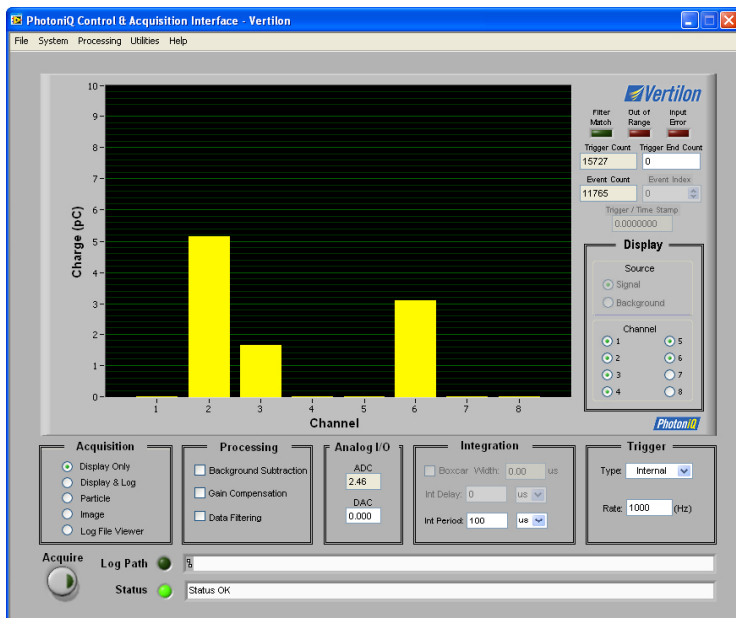 PhotoniQ Control & Acquisition Interface - Vertilon
File System Processing Utilities Help
Vertilon
Filter Match Out of Range Input Error
Trigger Count Trigger End Count
15727 0
Event Count Event Index
11765 0
Trigger / Time Stamp
0.0000000
Charge (pC)
10
9
8
7
6
5
4
3
2
1
0
1 2 3 4 5 6 7 8
Channel
Display
Source
Signal
Background
Channel
1 5
2 6
3 7
4 8
PhotoniQ
Acquisition
Display Only
Display & Log
Particle
Image
Log File Viewer
Processing
Background Subtraction
Gain Compensation
Data Filtering
Analog I/O
ADC
2.46
DAC
0.000
Integration
Boxcar Width: 0.00 us
Int Delay: 0 us
Int Period: 100 us
Trigger
Type: Internal
Rate: 1000 (Hz)
Acquire
Log Path
Status Status OK